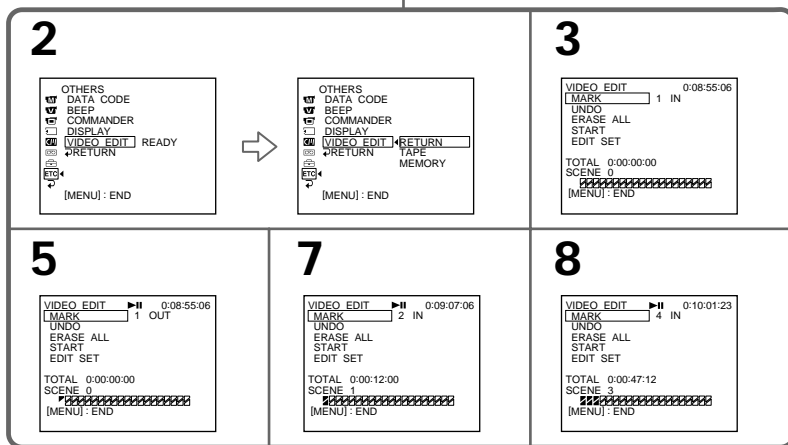 2
OTHERS
DATA CODE
BEEP
COMMANDER
DISPLAY
VIDEO EDIT READY
RETURN
ETC
[MENU] : END
OTHERS
DATA CODE
BEEP
COMMANDER
DISPLAY
VIDEO EDIT RETURN
RETURN TAPE
MEMORY
ETC
[MENU] : END
3
VIDEO EDIT 0:08:55:06
MARK 1 IN
UNDO
ERASE ALL
START
EDIT SET
TOTAL 0:00:00:00
SCENE 0
[MENU] : END
5
VIDEO EDIT 0:08:55:06
MARK 1 OUT
UNDO
ERASE ALL
START
EDIT SET
TOTAL 0:00:00:00
SCENE 0
[MENU] : END
7
VIDEO EDIT 0:09:07:06
MARK 2 IN
UNDO
ERASE ALL
START
EDIT SET
TOTAL 0:00:12:00
SCENE 1
[MENU] : END
8
VIDEO EDIT 0:10:01:23
MARK 4 IN
UNDO
ERASE ALL
START
EDIT SET
TOTAL 0:00:47:12
SCENE 3
[MENU] : END